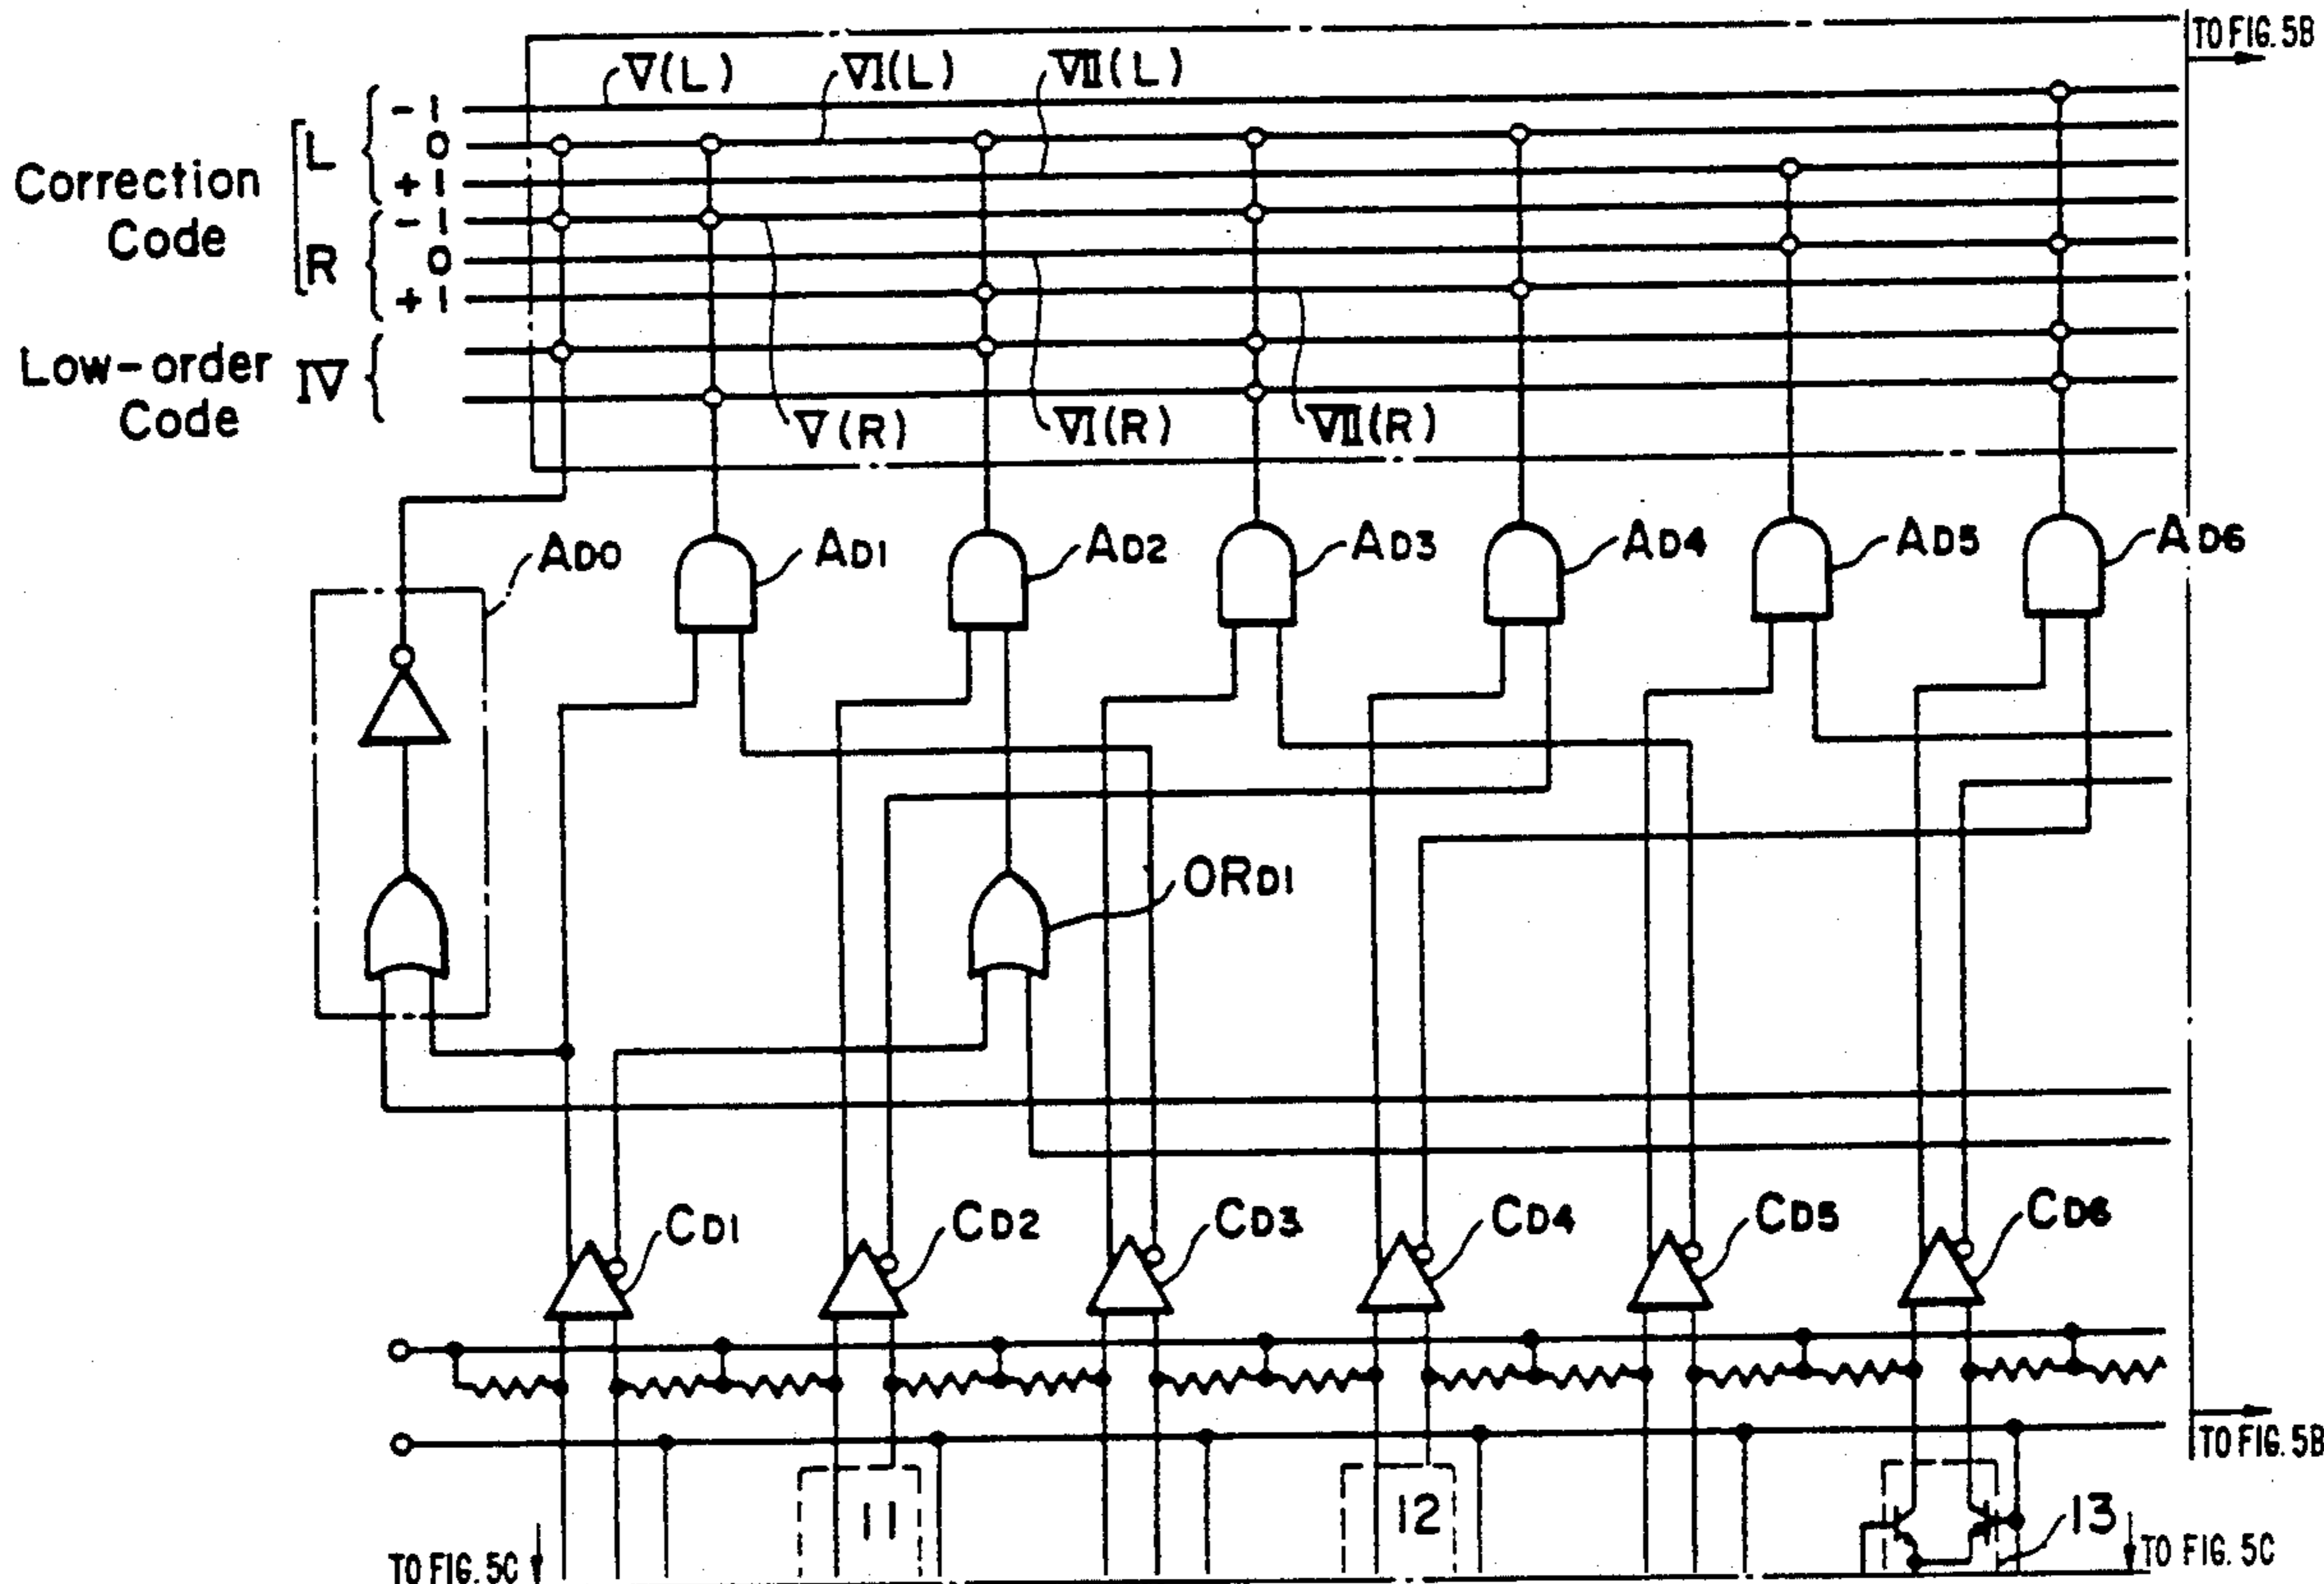 TO FIG. 5B
V(L) VI(L) VII(L)
Correction
Code
L
- 1
0
+ 1
R
- 1
0
+ 1
Low-order
Code
IV
V(R) VI(R) VII(R)
AD0 AD1 AD2 AD3 AD4 AD5 AD6
ORD1
CD1 CD2 CD3 CD4 CD5 CD6
TO FIG. 5B
11 12 13
TO FIG. 5C
TO FIG. 5C